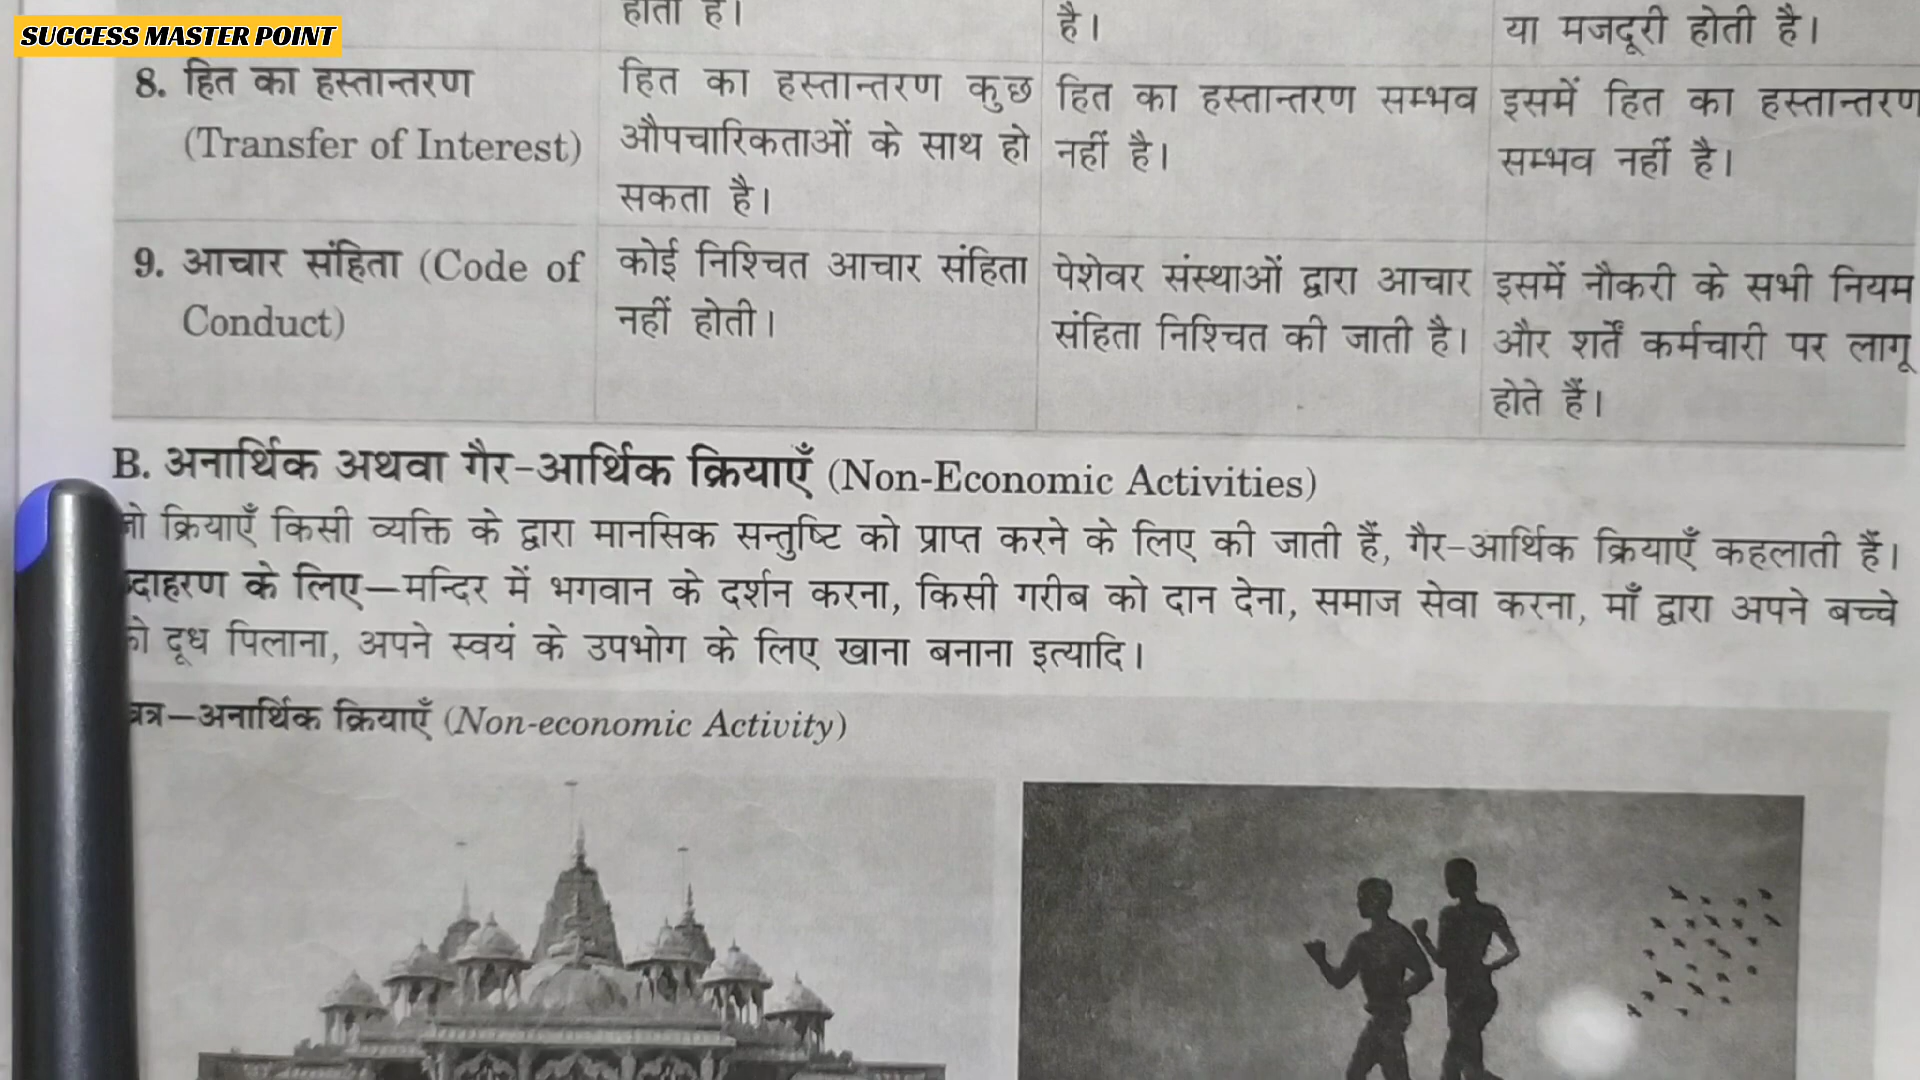 SUCCESS MASTER POINT
होता है।
है।
या मजदूरी होती है।
8. हित का हस्तान्तरण
(Transfer of Interest)
हित का हस्तान्तरण कुछ
औपचारिकताओं के साथ हो
सकता है।
हित का हस्तान्तरण सम्भव
नहीं है।
इसमें हित का हस्तान्तरण
सम्भव नहीं है।
9. आचार संहिता (Code of
Conduct)
कोई निश्चित आचार संहिता
नहीं होती।
पेशेवर संस्थाओं द्वारा आचार
संहिता निश्चित की जाती है।
इसमें नौकरी के सभी नियम
और शर्तें कर्मचारी पर लागू
होते हैं।
B. अनार्थिक अथवा गैर-आर्थिक क्रियाएँ (Non-Economic Activities)
क्रियाएँ किसी व्यक्ति के द्वारा मानसिक सन्तुष्टि को प्राप्त करने के लिए की जाती हैं, गैर-आर्थिक क्रियाएँ कहलाती हैं।
के लिए—मन्दिर में भगवान के दर्शन करना, किसी गरीब को दान देना, समाज सेवा करना, माँ द्वारा अपने बच्चे
दूध पिलाना, अपने स्वयं के उपभोग के लिए खाना बनाना इत्यादि।
अनार्थिक क्रियाएँ (Non-economic Activity)